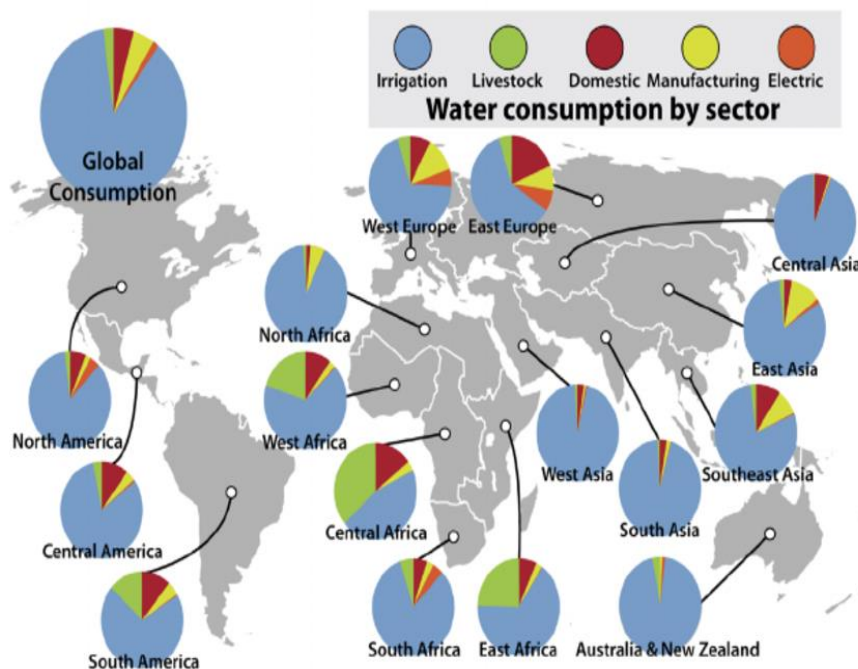 Irrigation Livestock Domestic Manufacturing Electric
Water consumption by sector
Global
Consumption
West Europe
East Europe
Central Asia
North Africa
East Asia
North America
West Africa
West Asia
Southeast Asia
South Asia
Central America
Central Africa
South America
South Africa
East Africa
Australia & New Zealand